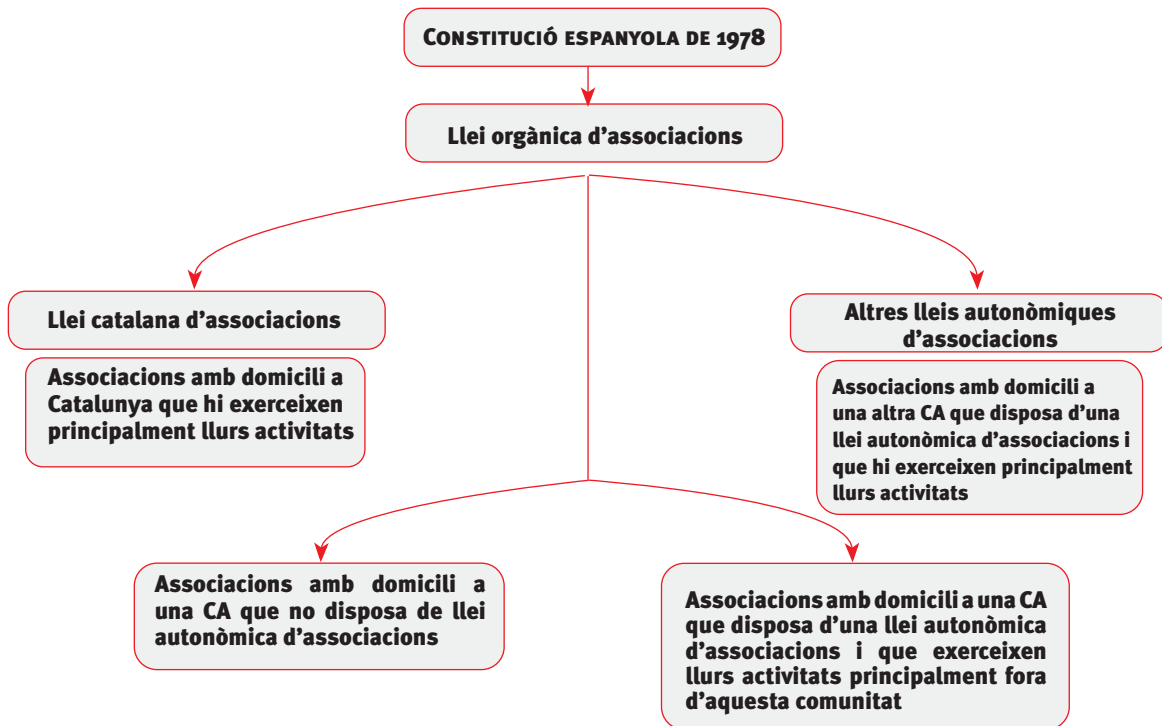 CONSTITUCIÓ ESPANYOLA DE 1978
Llei orgànica d'associacions
Llei catalana d'associacions
Associacions amb domicili a
Catalunya que hi exerceixen
principalment llurs activitats
Altres lleis autonòmiques
d'associacions
Associacions amb domicili a
una altra CA que disposa d'una
llei autonòmica d'associacions i
que hi exerceixen principalment
llurs activitats
Associacions amb domicili a
una CA que no disposa de llei
autonòmica d'associacions
Associacions amb domicili a una CA
que disposa d'una llei autonòmica
d'associacions i que exerceixen
llurs activitats principalment fora
d'aquesta comunitat